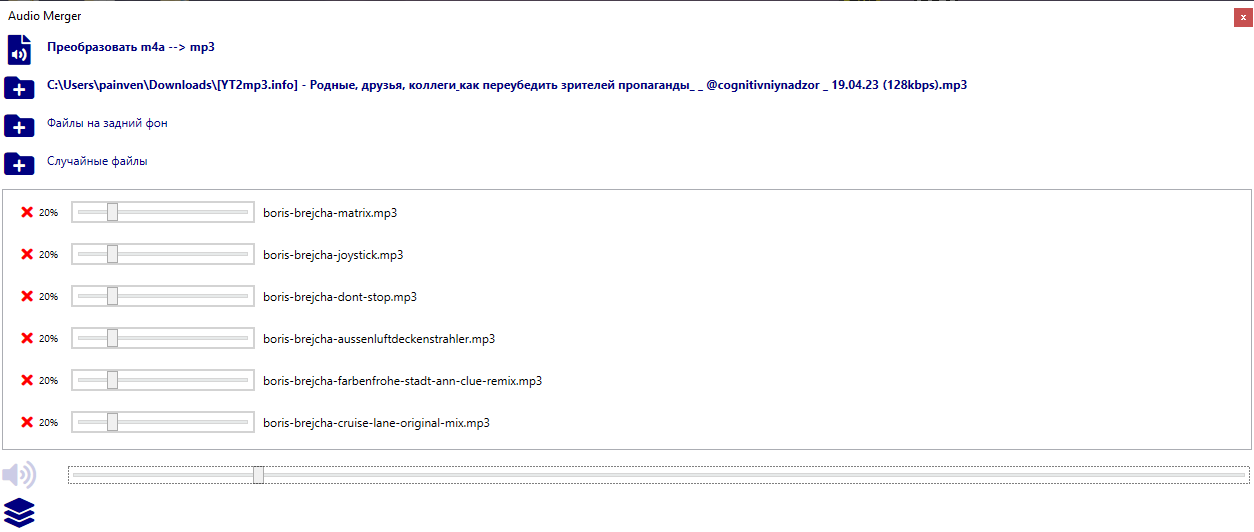 Audio Merger
x
Преобразовать m4a --> mp3
C:\Users\painven\Downloads\[YT2mp3.info] - Родные, друзья, коллеги_как переубедить зрителей пропаганды_ _ @cognitivniynadzor _ 19.04.23 (128kbps).mp3
Файлы на задний фон
Случайные файлы
20% boris-brejcha-matrix.mp3
20% boris-brejcha-joystick.mp3
20% boris-brejcha-dont-stop.mp3
20% boris-brejcha-aussenluftdeckenstrahler.mp3
20% boris-brejcha-farbenfrohe-stadt-ann-clue-remix.mp3
20% boris-brejcha-cruise-lane-original-mix.mp3